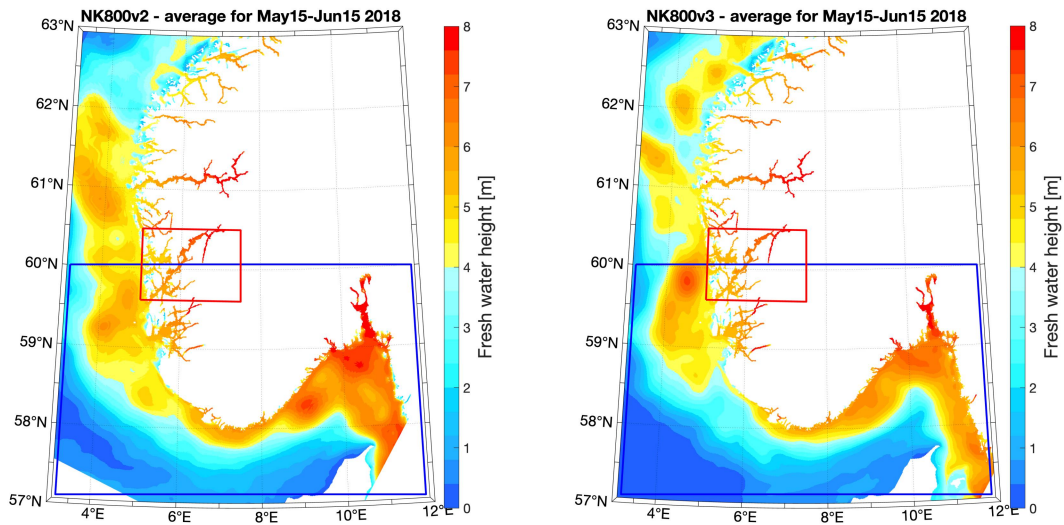 NK800v2 - average for May15-Jun15 2018
63°N
62°N
61°N
60°N
59°N
58°N
57°N
4°E
6°E
8°E
10°E
12°E
8
7
6
5
4
3
2
1
0
Fresh water height [m]
NK800v3 - average for May15-Jun15 2018
63°N
62°N
61°N
60°N
59°N
58°N
57°N
4°E
6°E
8°E
10°E
12°E
8
7
6
5
4
3
2
1
0
Fresh water height [m]